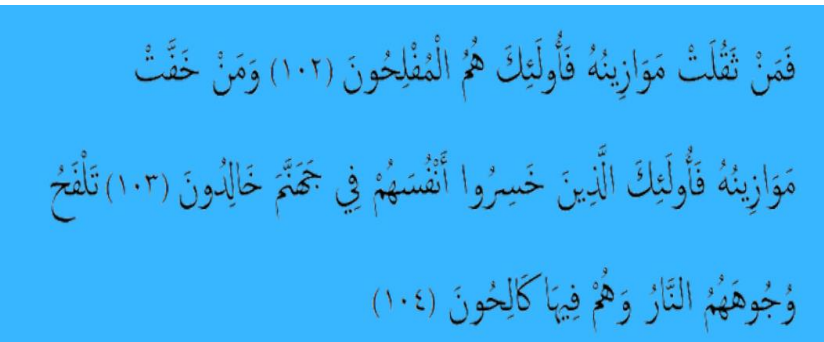 فَمَنْ ثَقُلَتْ مَوَازِينُهُ فَأُولَئِكَ هُمُ الْمُفْلِحُونَ (١٠٢) وَمَنْ خَفَّتْ
مَوَازِينُهُ فَأُولَئِكَ الَّذِينَ خَسِرُوا أَنْفُسَهُمْ فِي جَهَنَّمَ خَالِدُونَ (١٠٣) تَلْفَحُ
وُجُوهَهُمُ النَّارُ وَهُمْ فِيهَا كَالِحُونَ (١٠٤)